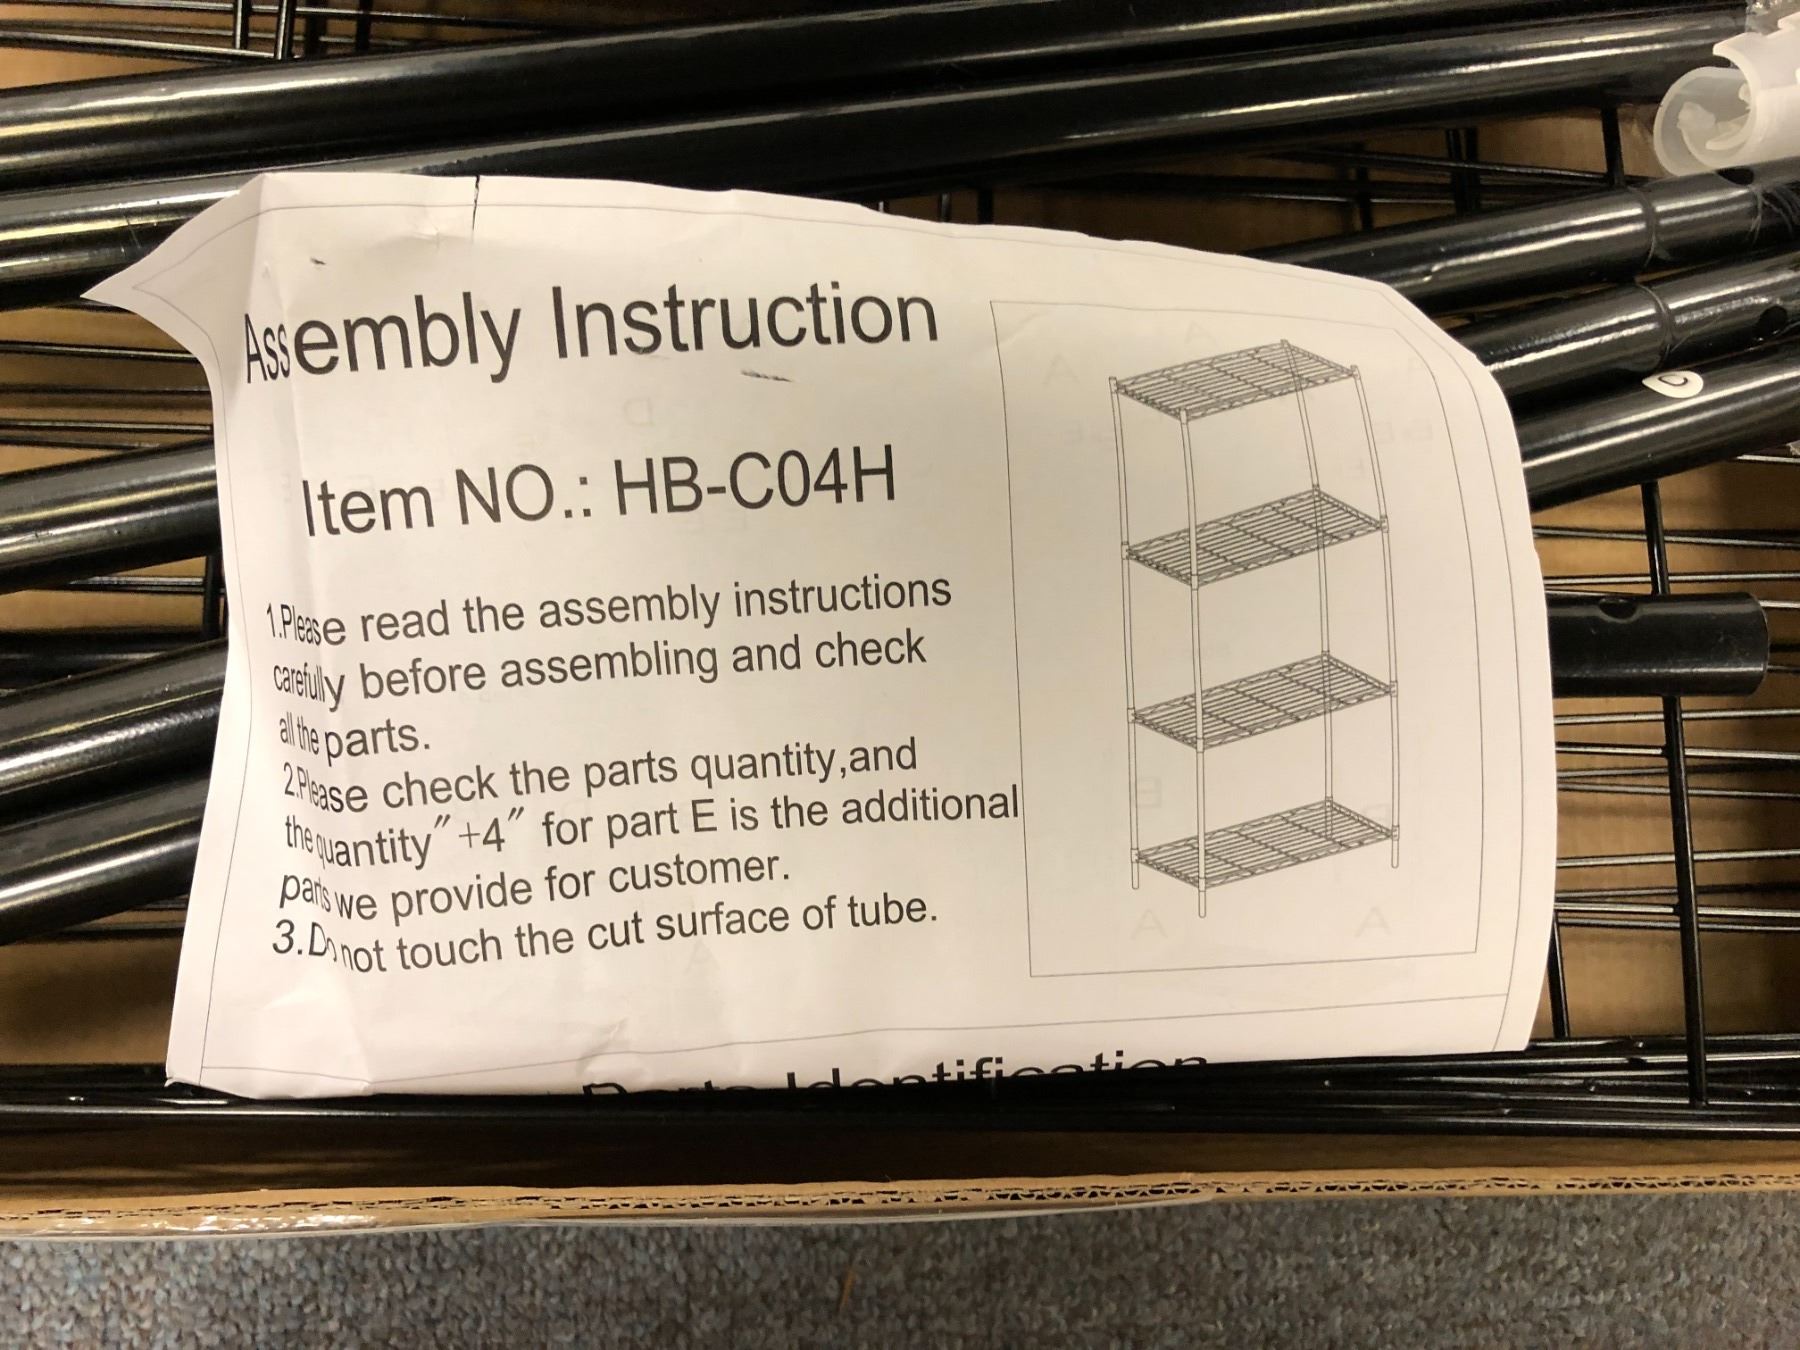 Assembly Instruction
Item NO.: HB-C04H
1.Please read the assembly instructions
carefully before assembling and check
all the parts.
2.Please check the parts quantity,and
the quantity"+4" for part E is the additional
parts we provide for customer.
3.Do not touch the cut surface of tube.
Parts Identification
D